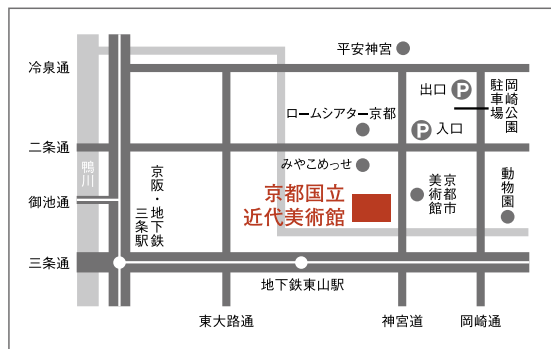 平安神宮
冷泉通
出口
P
岡崎公園
駐車場
ロームシアター京都
P
入口
二条通
みやこめっせ
鴨川
京阪・地下鉄
三条駅
京都国立
近代美術館
京都市
美術館
動物園
御池通
三条通
地下鉄東山駅
東大路通
神宮道
岡崎通